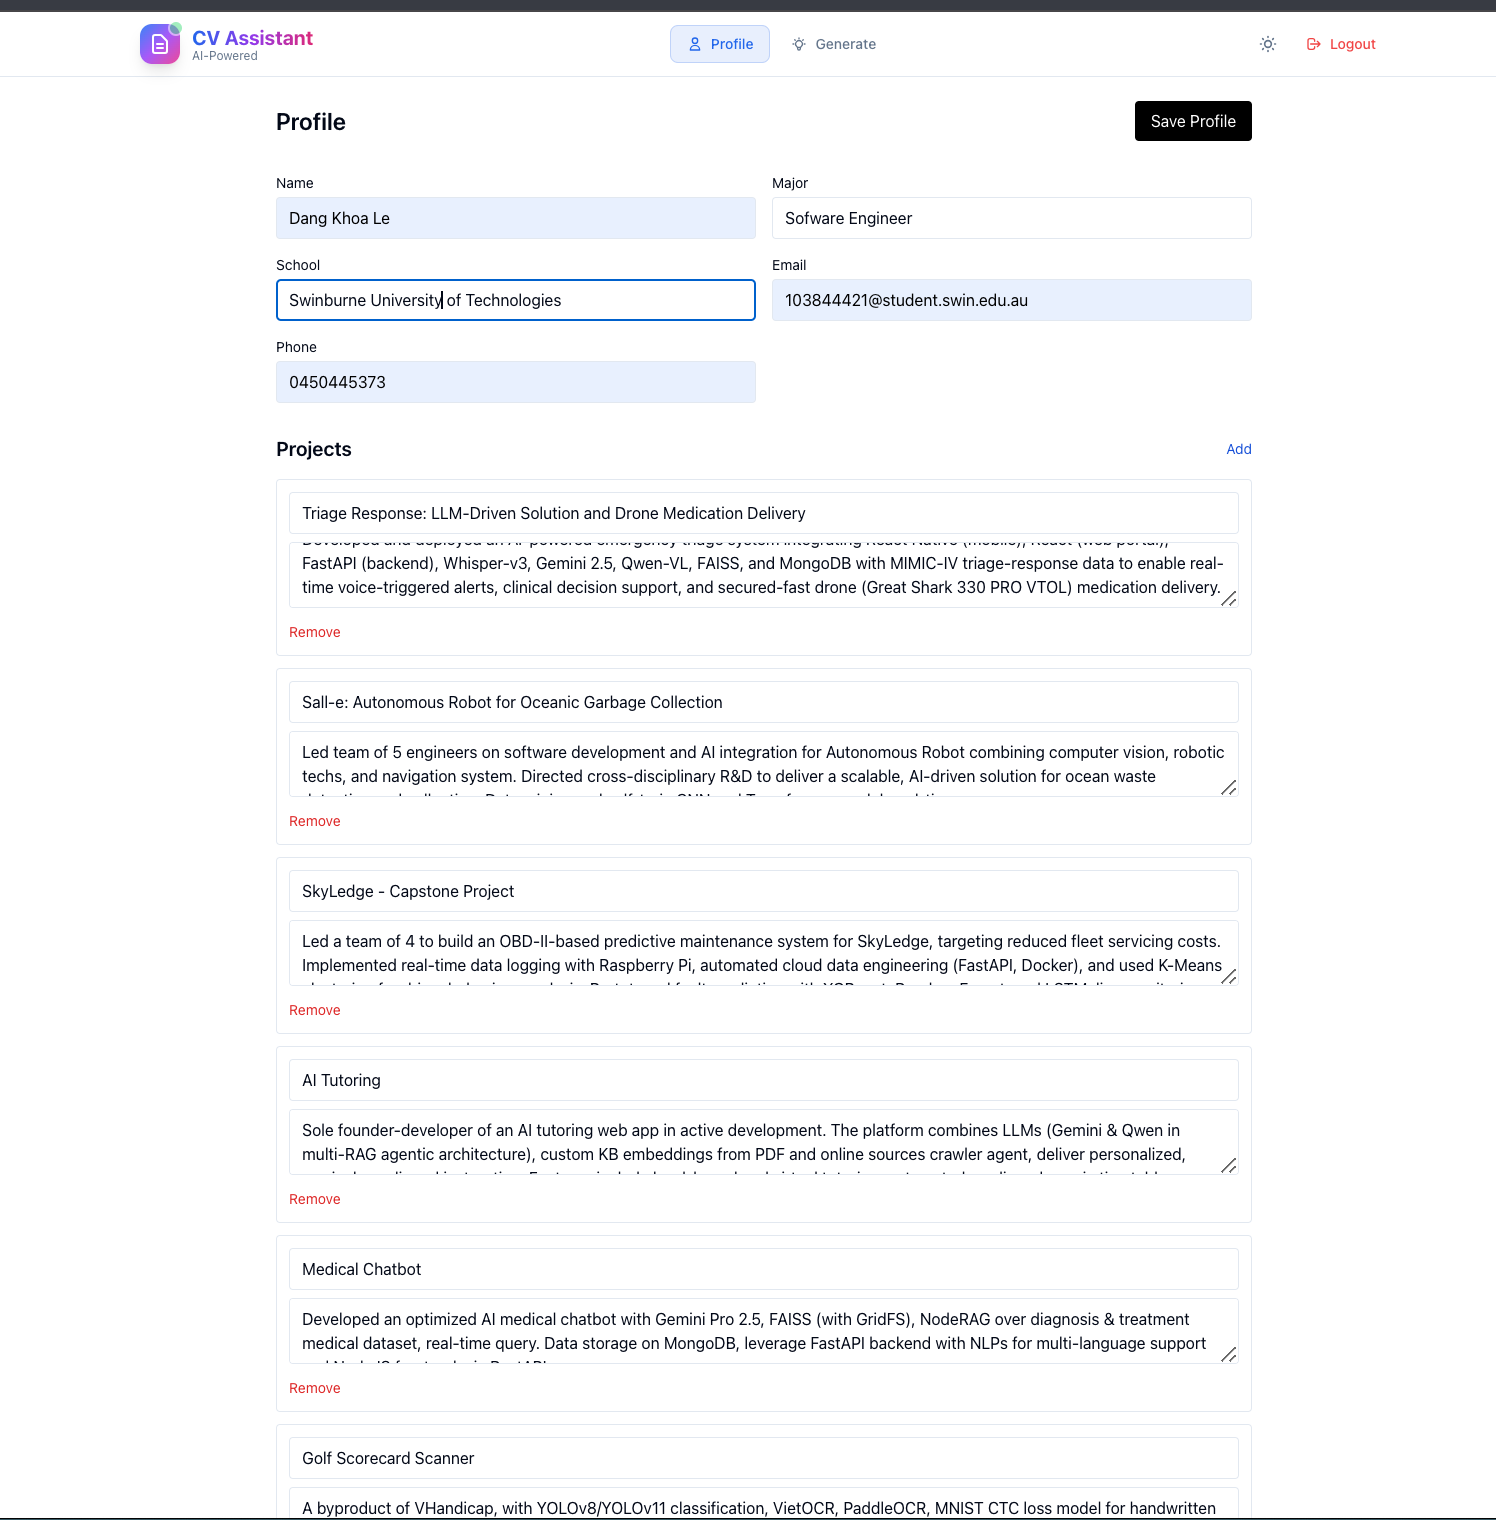 CV Assistant
AI-Powered
Profile
Generate
Logout
Profile
Save Profile
Name
Major
Dang Khoa Le
Sofware Engineer
School
Email
Swinburne University of Technologies
103844421@student.swin.edu.au
Phone
0450445373
Projects
Add
Triage Response: LLM-Driven Solution and Drone Medication Delivery
FastAPI (backend), Whisper-v3, Gemini 2.5, Qwen-VL, FAISS, and MongoDB with MIMIC-IV triage-response data to enable real-
time voice-triggered alerts, clinical decision support, and secured-fast drone (Great Shark 330 PRO VTOL) medication delivery.
Remove
Sall-e: Autonomous Robot for Oceanic Garbage Collection
Led team of 5 engineers on software development and AI integration for Autonomous Robot combining computer vision, robotic
techs, and navigation system. Directed cross-disciplinary R&D to deliver a scalable, AI-driven solution for ocean waste
Remove
SkyLedge - Capstone Project
Led a team of 4 to build an OBD-II-based predictive maintenance system for SkyLedge, targeting reduced fleet servicing costs.
Implemented real-time data logging with Raspberry Pi, automated cloud data engineering (FastAPI, Docker), and used K-Means
Remove
AI Tutoring
Sole founder-developer of an AI tutoring web app in active development. The platform combines LLMs (Gemini & Qwen in
multi-RAG agentic architecture), custom KB embeddings from PDF and online sources crawler agent, deliver personalized,
Remove
Medical Chatbot
Developed an optimized AI medical chatbot with Gemini Pro 2.5, FAISS (with GridFS), NodeRAG over diagnosis & treatment
medical dataset, real-time query. Data storage on MongoDB, leverage FastAPI backend with NLPs for multi-language support
Remove
Golf Scorecard Scanner
A byproduct of VHandicap, with YOLOv8/YOLOv11 classification, VietOCR, PaddleOCR, MNIST CTC loss model for handwritten